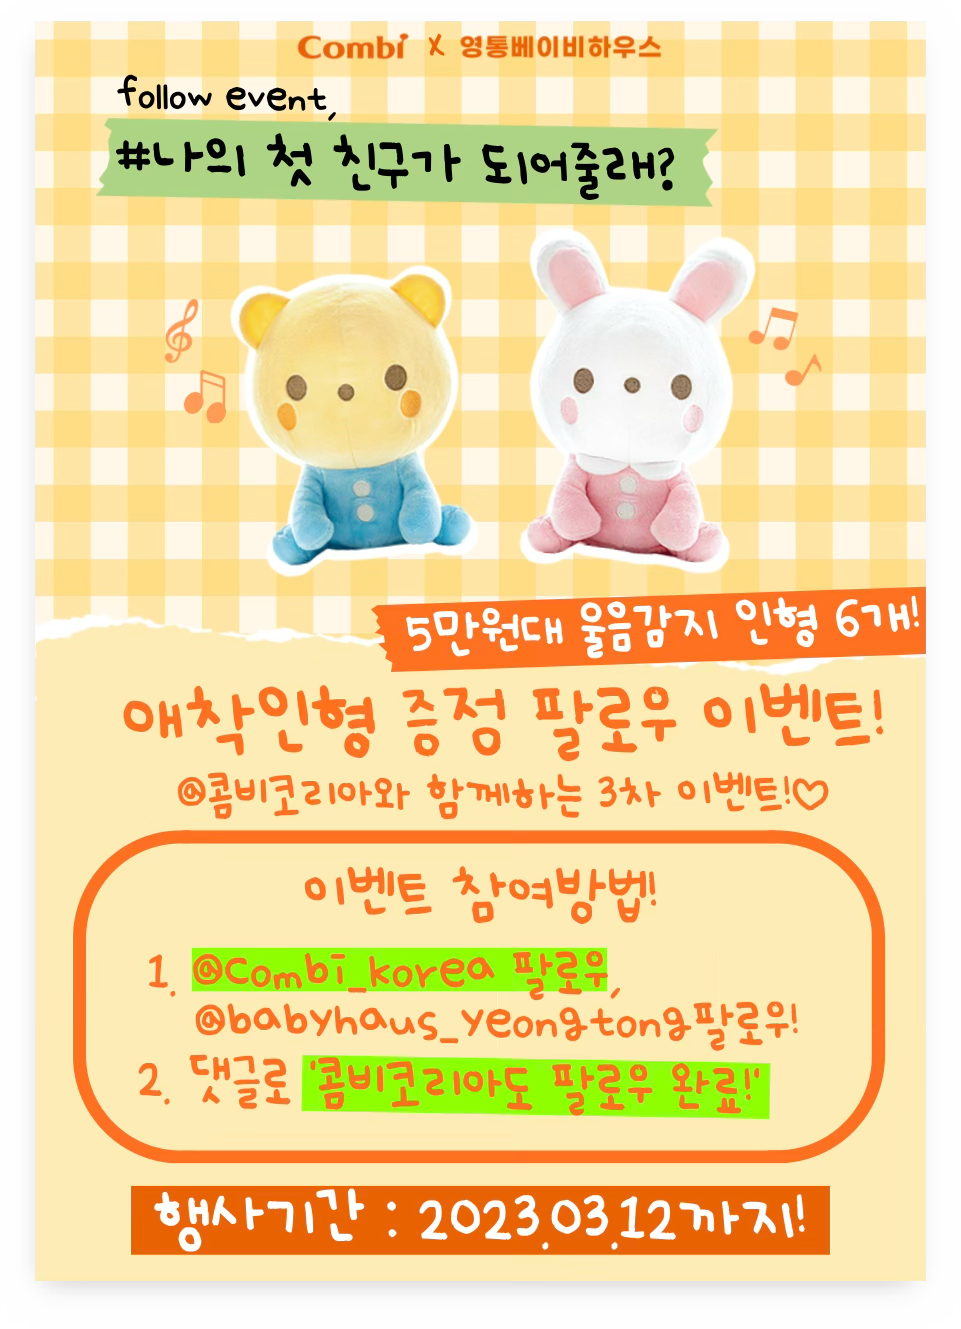 Combi X 영통베이비하우스
follow event,
#나의 첫 친구가 되어줄래?
5만원대 울음감지 인형 6개!
애착인형 증점 팔로우 이벤트!
@콤비코리아와 함께하는 3차 이벤트!♡
이벤트 참여방법!
1. @combi_korea 팔로우,
@babyhaus_yeongtong팔로우!
2. 댓글로 '콤비코리아도 팔로우 완료!'
행사기간 : 2023.03.12까지!